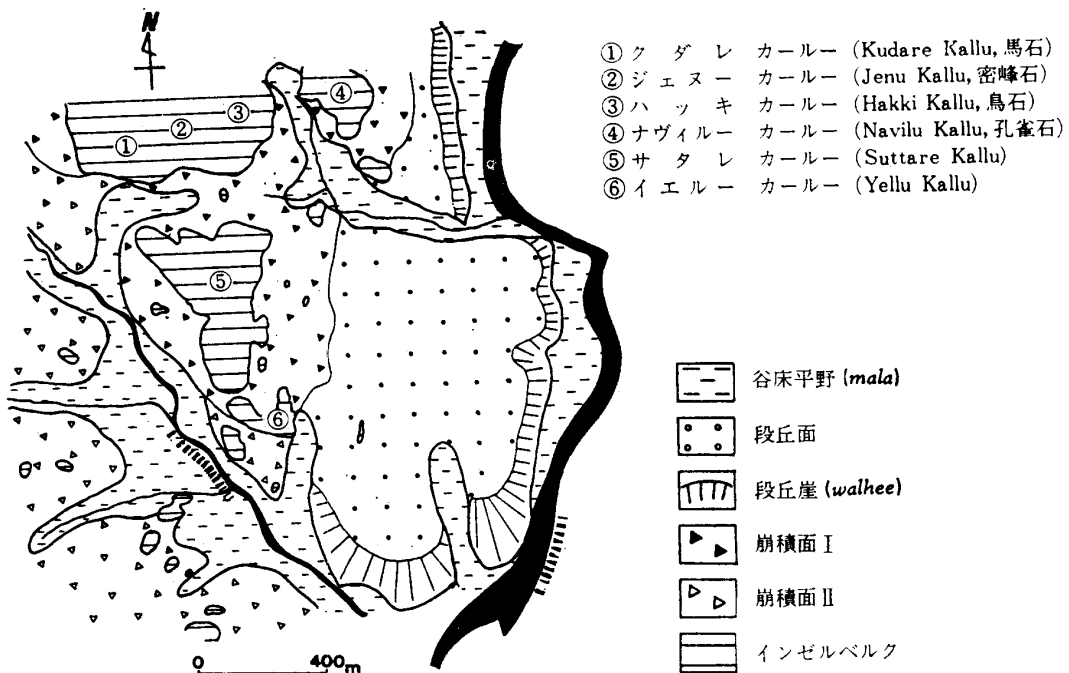 N
① クダレ カールー (Kudare Kallu, 馬石)
② ジェヌー カールー (Jenu Kallu, 密峰石)
③ ハッキ カールー (Hakki Kallu, 鳥石)
④ ナヴィルー カールー (Navilu Kallu, 孔雀石)
⑤ サタレ カールー (Suttare Kallu)
⑥ イエルー カールー (Yellu Kallu)
④
③
②
①
⑤
⑥
谷床平野 (mala)
段丘面
段丘崖 (walhee)
崩積面 I
崩積面 II
インゼルベルク
0 400m